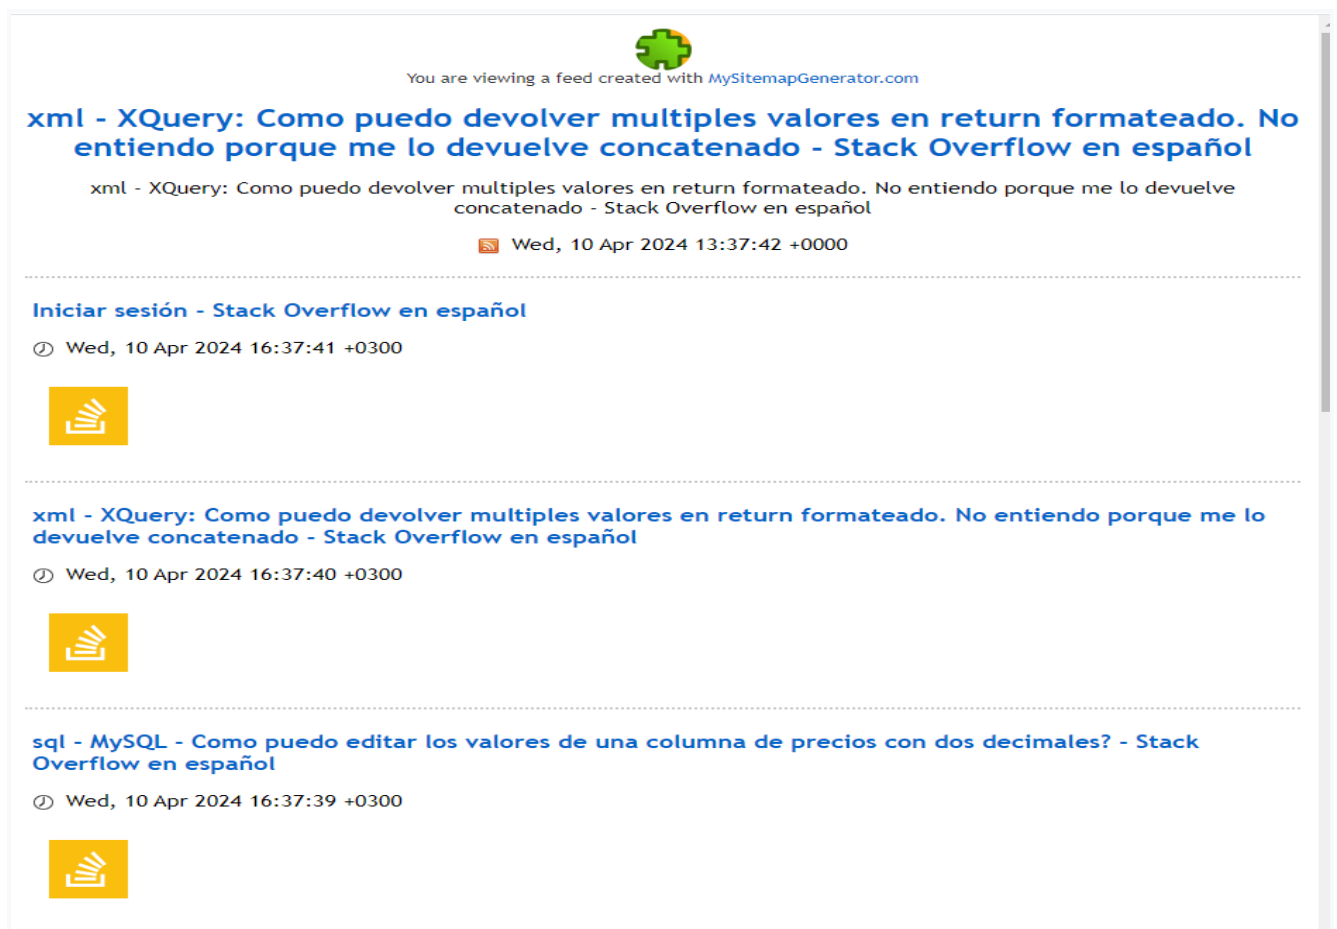 You are viewing a feed created with MySitemapGenerator.com
xml - XQuery: Como puedo devolver multiples valores en return formateado. No
entiendo porque me lo devuelve concatenado - Stack Overflow en español
xml - XQuery: Como puedo devolver multiples valores en return formateado. No entiendo porque me lo devuelve
concatenado - Stack Overflow en español
Wed, 10 Apr 2024 13:37:42 +0000
Iniciar sesión - Stack Overflow en español
Wed, 10 Apr 2024 16:37:41 +0300
xml - XQuery: Como puedo devolver multiples valores en return formateado. No entiendo porque me lo
devuelve concatenado - Stack Overflow en español
Wed, 10 Apr 2024 16:37:40 +0300
sql - MySQL - Como puedo editar los valores de una columna de precios con dos decimales? - Stack
Overflow en español
Wed, 10 Apr 2024 16:37:39 +0300